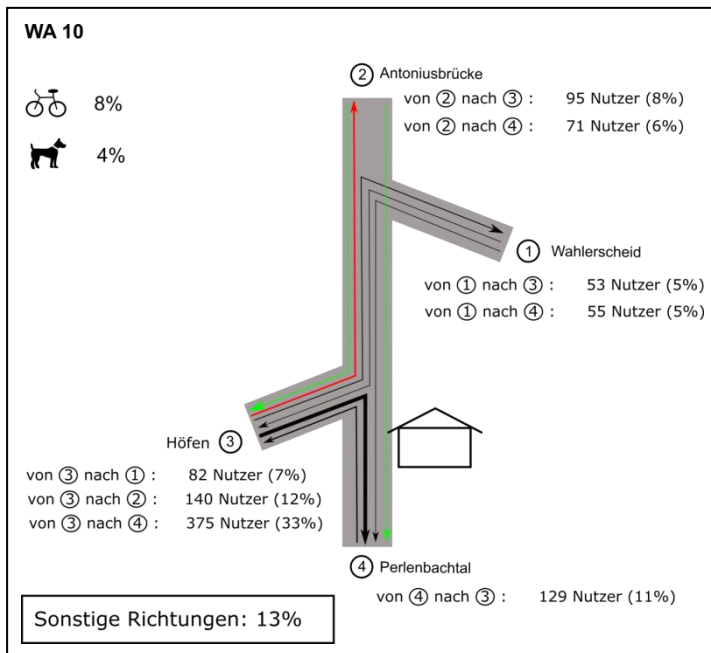 WA 10
8%
4%
② Antoniusbrücke
von ② nach ③ : 95 Nutzer (8%)
von ② nach ④ : 71 Nutzer (6%)
① Wahlerscheid
von ① nach ③ : 53 Nutzer (5%)
von ① nach ④ : 55 Nutzer (5%)
Höfen ③
von ③ nach ① : 82 Nutzer (7%)
von ③ nach ② : 140 Nutzer (12%)
von ③ nach ④ : 375 Nutzer (33%)
④ Perlenbachtal
von ④ nach ③ : 129 Nutzer (11%)
Sonstige Richtungen: 13%